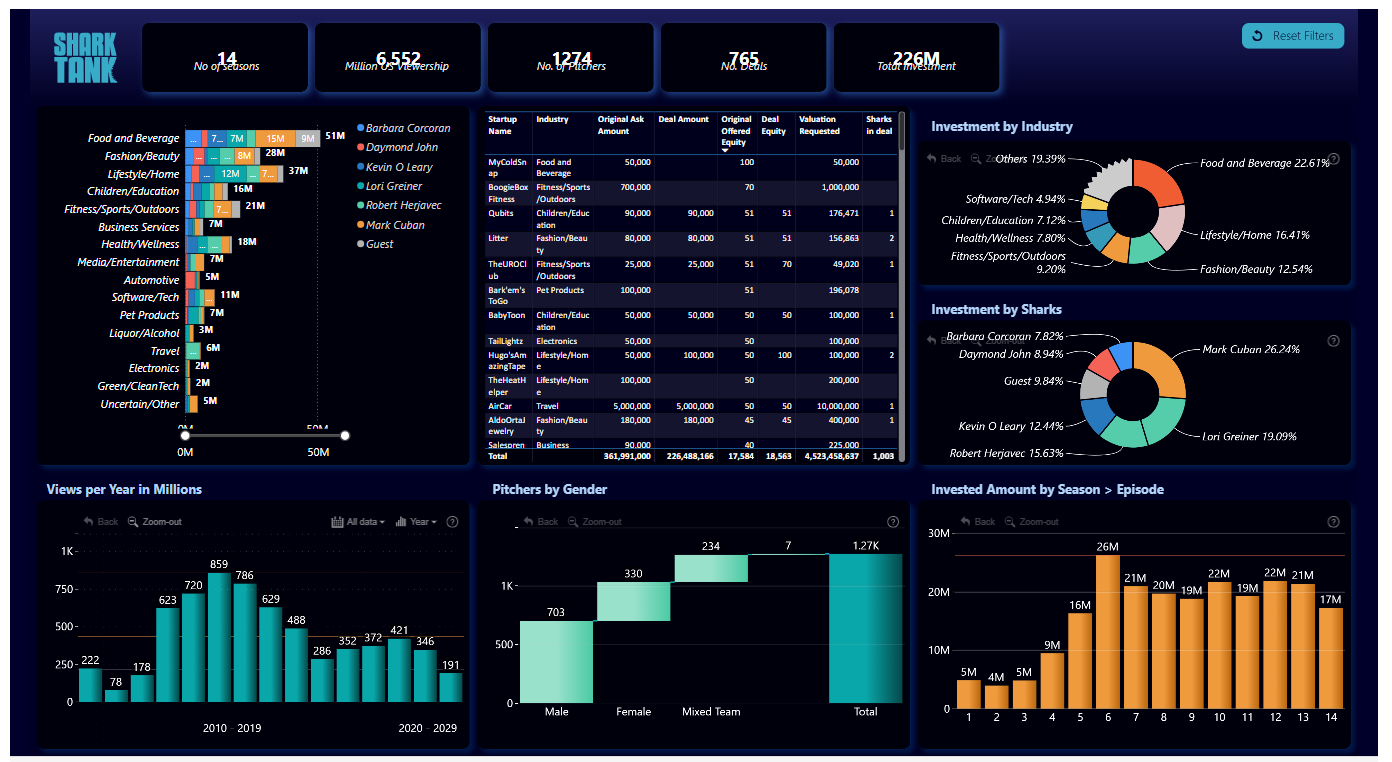 SHARK
TANK
14
No of seasons
6,552
Million US Viewership
1274
No. of Pitchers
765
No. Deals
226M
Total Investment
Reset Filters
Food and Beverage ... 7... 7M 15M 9M 51M
Fashion/Beauty ... ... ... 8M 28M
Lifestyle/Home ... 12M ... 7... 37M
Children/Education 16M
Fitness/Sports/Outdoors 7... 21M
Business Services 7M
Health/Wellness ... ... 18M
Media/Entertainment 7M
Automotive 5M
Software/Tech ... 11M
Pet Products 7M
Liquor/Alcohol 3M
Travel ... 6M
Electronics 2M
Green/CleanTech 2M
Uncertain/Other 5M
0M 50M
0M 50M
Barbara Corcoran
Daymond John
Kevin O Leary
Lori Greiner
Robert Herjavec
Mark Cuban
Guest
Startup Name Industry Original Ask Amount Deal Amount Original Offered Equity Deal Equity Valuation Requested Sharks in deal
MyColdSnap Food and Beverage 50,000 100 50,000
BoogieBox Fitness Fitness/Sports/Outdoors 700,000 70 1,000,000
Qubits Children/Education 90,000 90,000 51 51 176,471 1
Litter Fashion/Beauty 80,000 80,000 51 51 156,863 2
TheUROClub Fitness/Sports/Outdoors 25,000 25,000 51 70 49,020 1
Bark'em'sToGo Pet Products 100,000 51 196,078
BabyToon Children/Education 50,000 50,000 50 50 100,000 1
TailLightz Electronics 50,000 50 100,000
Hugo'sAmazingTape Lifestyle/Home 50,000 100,000 50 100 100,000 2
TheHeatHelper Lifestyle/Home 100,000 50 200,000
AirCar Travel 5,000,000 5,000,000 50 50 10,000,000 1
AldoOrtaJewelry Fashion/Beauty 180,000 180,000 45 45 400,000 1
Salespren Business 90,000 40 225,000
Total 361,991,000 226,488,166 17,584 18,563 4,523,458,637 1,003
Investment by Industry
Back
?
Others 19.39%
Food and Beverage 22.61%
Software/Tech 4.94%
Children/Education 7.12%
Lifestyle/Home 16.41%
Health/Wellness 7.80%
Fitness/Sports/Outdoors
9.20%
Fashion/Beauty 12.54%
Investment by Sharks
?
Barbara Corcoran 7.82%
Mark Cuban 26.24%
Daymond John 8.94%
Guest 9.84%
Kevin O Leary 12.44%
Lori Greiner 19.09%
Robert Herjavec 15.63%
Views per Year in Millions
Back Zoom-out All data Year ?
1K
750
500
250
0
222 78 178 623 720 859 786 629 488 286 352 372 421 346 191
2010 - 2019 2020 - 2029
Pitchers by Gender
Back Zoom-out ?
1K
500
0
703 330 234 7 1.27K
Male Female Mixed Team Total
Invested Amount by Season > Episode
Back Zoom-out ?
30M
20M
10M
0
5M 4M 5M 9M 16M 26M 21M 20M 19M 22M 19M 22M 21M 17M
1 2 3 4 5 6 7 8 9 10 11 12 13 14